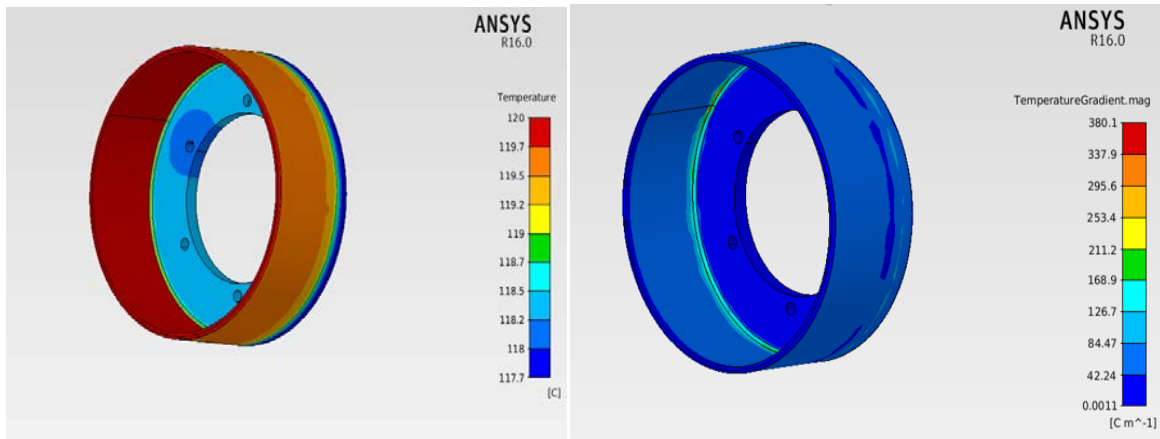 ANSYS
R16.0
Temperature
120
119.7
119.5
119.2
119
118.7
118.5
118.2
118
117.7
[C]
ANSYS
R16.0
TemperatureGradient.mag
380.1
337.9
295.6
253.4
211.2
168.9
126.7
84.47
42.24
0.0011
[C m^-1]